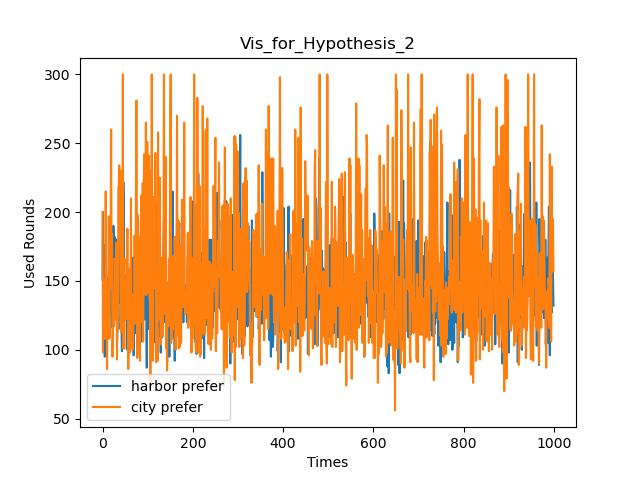 Vis_for_Hypothesis_2
300
250
200
150
100
50
Used Rounds
harbor prefer
city prefer
0 200 400 600 800 1000
Times